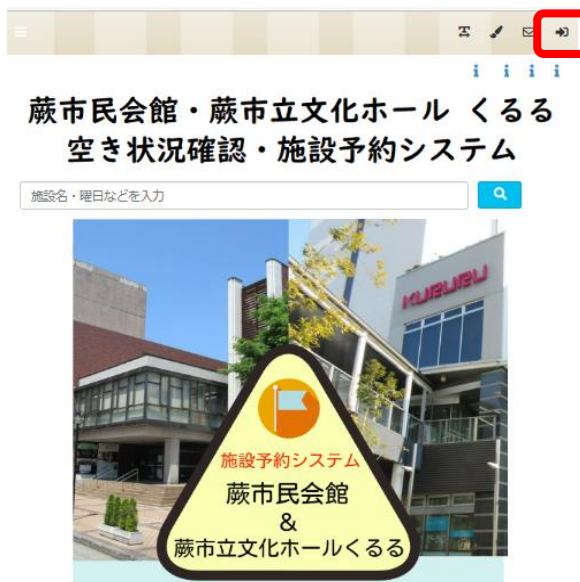 蕨市民会館・蕨市立文化ホール くるる
空き状況確認・施設予約システム
施設名・曜日などを入力
KURURU
施設予約システム
蕨市民会館
&
蕨市立文化ホールくるる